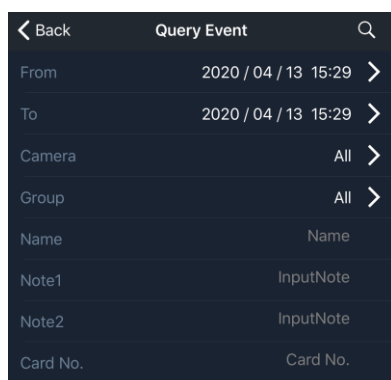 Back Query Event
From 2020 / 04 / 13 15:29
To 2020 / 04 / 13 15:29
Camera All
Group All
Name Name
Note1 InputNote
Note2 InputNote
Card No. Card No.